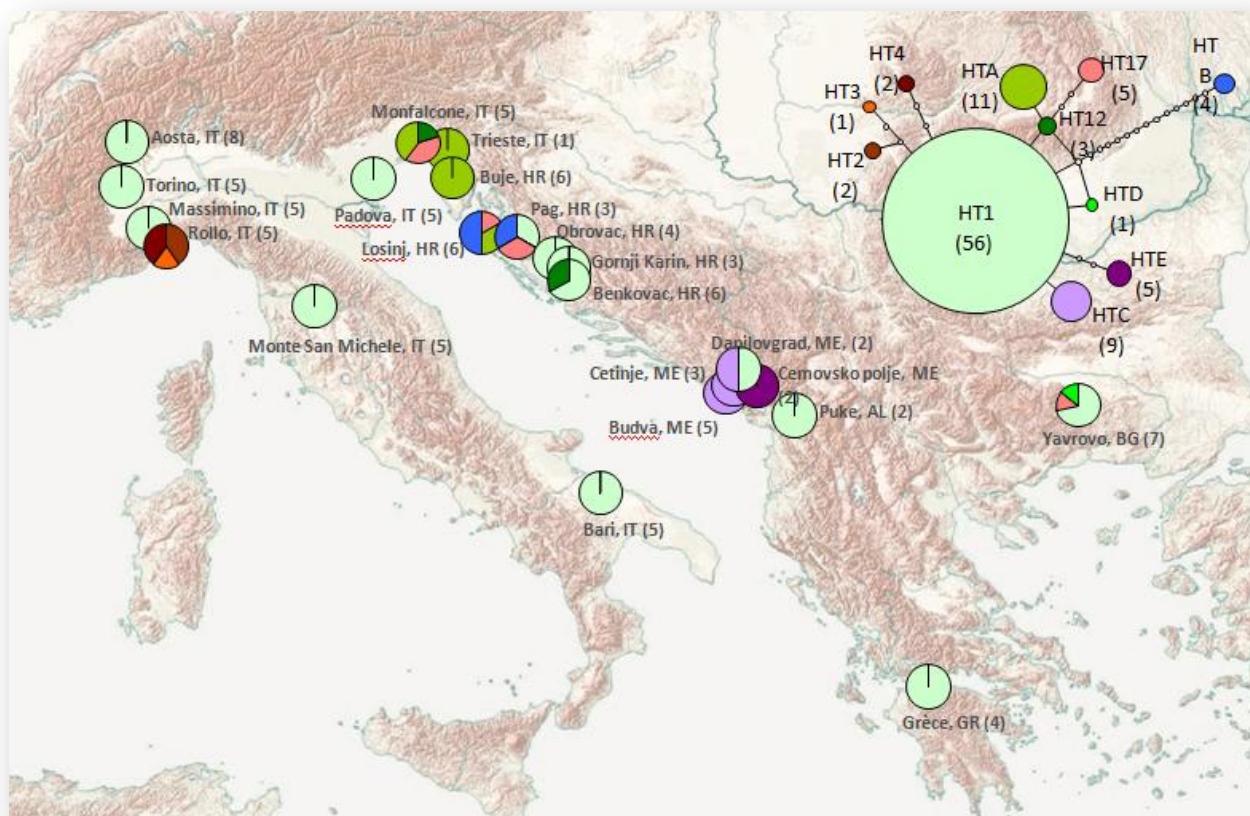 HT4
(2)
HT3
(1)
HT2
(2)
HTA
(11)
HT17
(5)
HT
B
(4)
HT12
(3)
HTD
(1)
HT1
(56)
HTE
(5)
HTC
(9)
Monfalcone, IT (5)
Aosta, IT (8)
Trieste, IT (1)
Torino, IT (5)
Buje, HR (6)
Massimino, IT (5)
Padova, IT (5)
Pag, HR (3)
Rollo, IT (5)
Obrovac, HR (4)
Losinj, HR (6)
Gornji Karin, HR (3)
Benkovac, HR (6)
Monte San Michele, IT (5)
Danilovgrad, ME, (2)
Cetinje, ME (3)
Cemovsko polje, ME
(2)
Puke, AL (2)
Budva, ME (5)
Yavrovo, BG (7)
Bari, IT (5)
Grèce, GR (4)